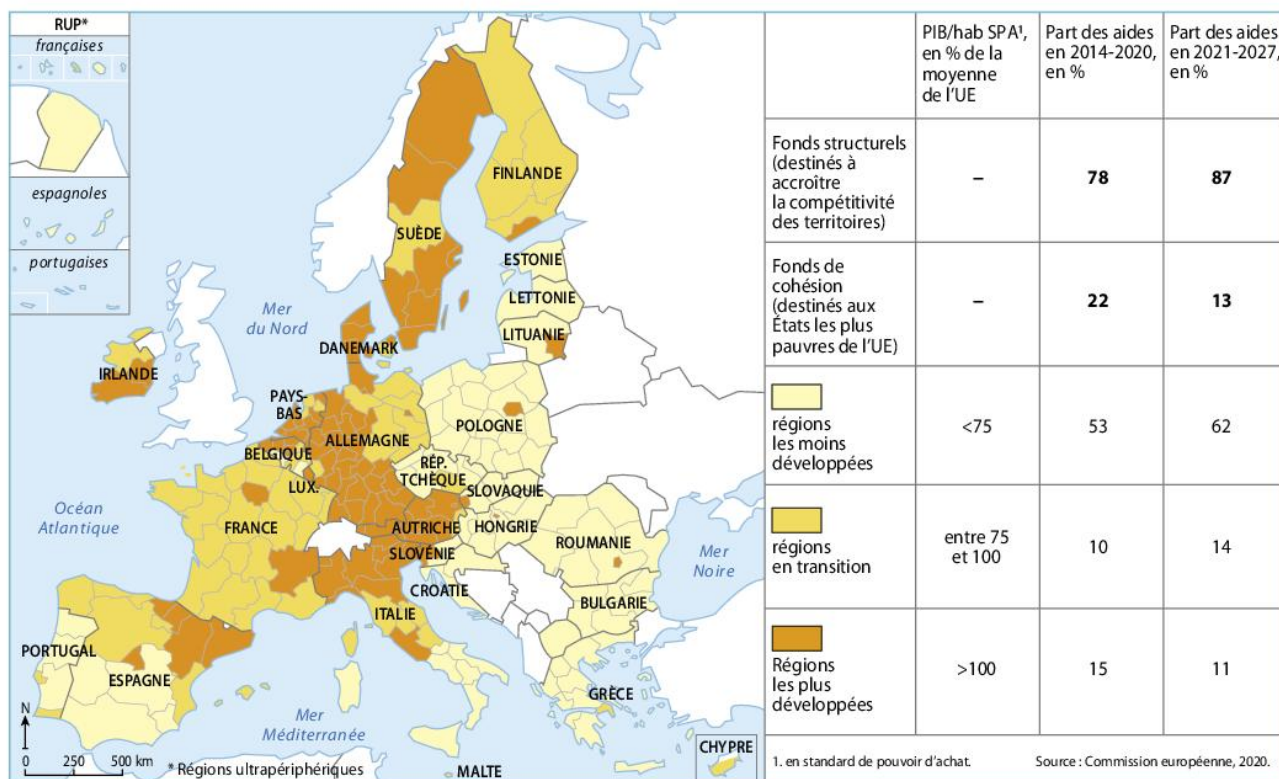 RUP*
françaises
espagnoles
portugaises
N
0 250 500 km
* Régions ultrapériphériques
Mer
du Nord
Océan
Atlantique
Mer
Méditerranée
Mer
Noire
FINLANDE
SUÈDE
ESTONIE
LETTONIE
LITUANIE
DANEMARK
IRLANDE
PAYS-
BAS
POLOGNE
ALLEMAGNE
BELGIQUE
RÉP.
TCHÈQUE
LUX.
SLOVAQUIE
FRANCE
AUTRICHE
HONGRIE
SLOVÉNIE
ROUMANIE
CROATIE
ITALIE
BULGARIE
PORTUGAL
ESPAGNE
GRÈCE
CHYPRE
MALTE
PIB/hab SPA¹,
en % de la
moyenne
de l'UE
Part des aides
en 2014-2020,
en %
Part des aides
en 2021-2027,
en %
Fonds structurels
(destinés à
accroître
la compétitivité
des territoires)
–
78
87
Fonds de
cohésion
(destinés aux
États les plus
pauvres de l'UE)
–
22
13
régions
les moins
développées
<75
53
62
régions
en transition
entre 75
et 100
10
14
Régions
les plus
développées
>100
15
11
1. en standard de pouvoir d'achat.
Source : Commission européenne, 2020.